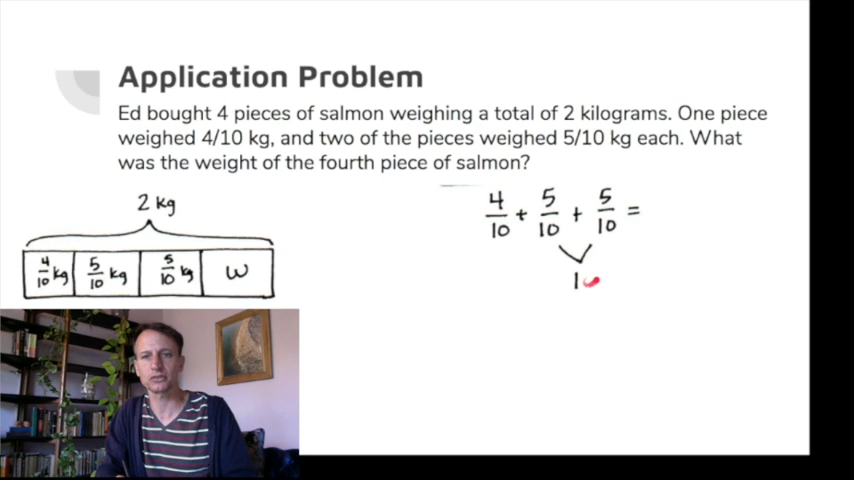 Application Problem
Ed bought 4 pieces of salmon weighing a total of 2 kilograms. One piece
weighed 4/10 kg, and two of the pieces weighed 5/10 kg each. What
was the weight of the fourth piece of salmon?
2 kg
4/10 kg 5/10 kg 5/10 kg w
4/10 + 5/10 + 5/10 =
1